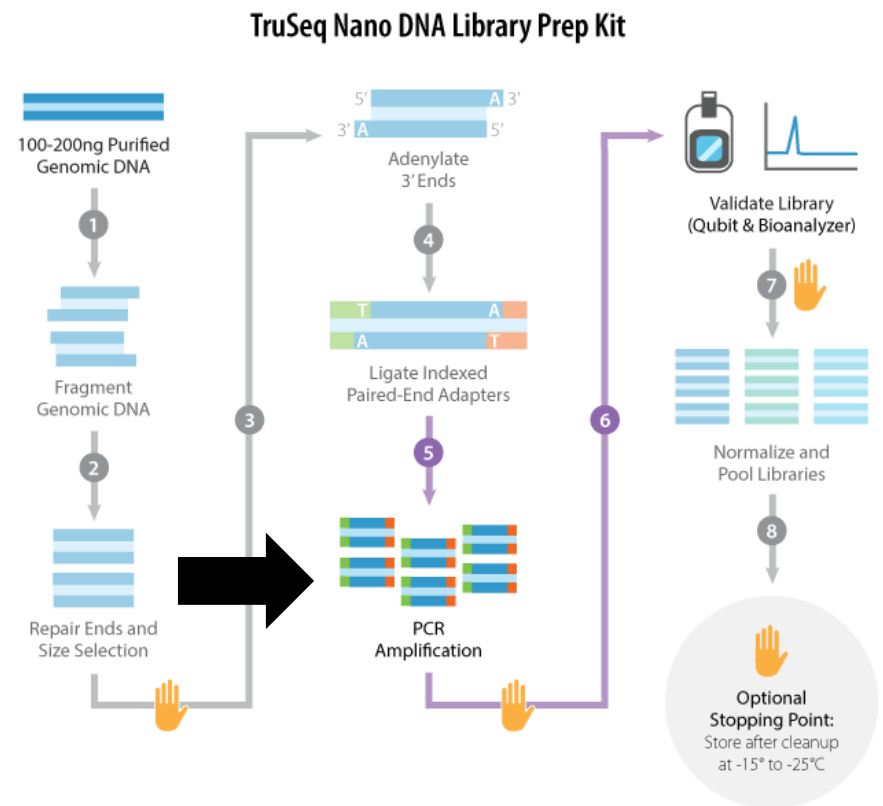 TruSeq Nano DNA Library Prep Kit
100-200ng Purified
Genomic DNA
1
Fragment
Genomic DNA
2
Repair Ends and
Size Selection
3
5’ A 3’
3’ A 5’
Adenylate
3’ Ends
4
T A
A T
Ligate Indexed
Paired-End Adapters
5
PCR
Amplification
6
Validate Library
(Qubit & Bioanalyzer)
7
Normalize and
Pool Libraries
8
Optional
Stopping Point:
Store after cleanup
at -15° to -25°C